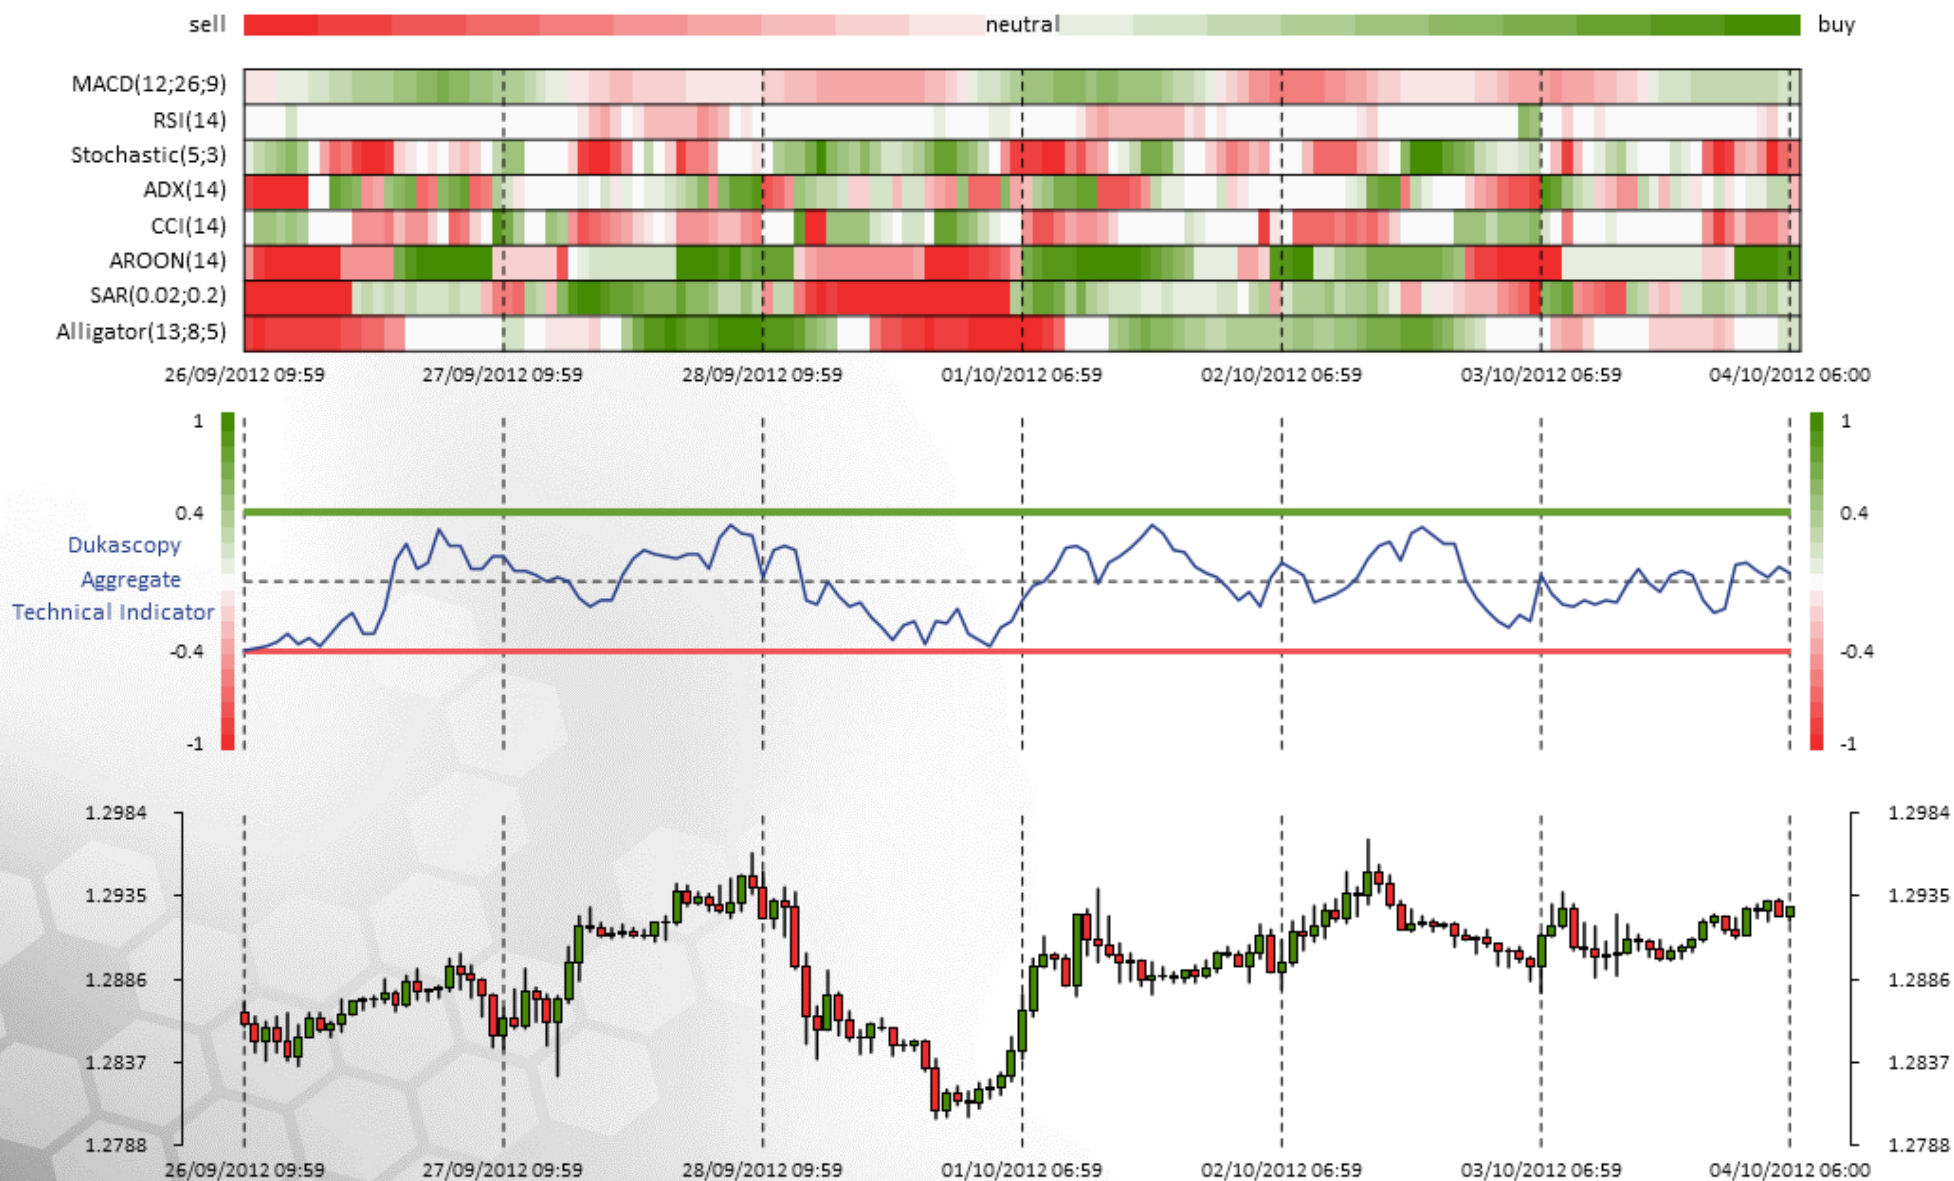 sell neutral buy
MACD(12;26;9)
RSI(14)
Stochastic(5;3)
ADX(14)
CCI(14)
AROON(14)
SAR(0.02;0.2)
Alligator(13;8;5)
26/09/2012 09:59 27/09/2012 09:59 28/09/2012 09:59 01/10/2012 06:59 02/10/2012 06:59 03/10/2012 06:59 04/10/2012 06:00
1 1
0.4 0.4
Dukascopy
Aggregate
Technical Indicator
-0.4 -0.4
-1 -1
1.2984 1.2984
1.2935 1.2935
1.2886 1.2886
1.2837 1.2837
1.2788 1.2788
26/09/2012 09:59 27/09/2012 09:59 28/09/2012 09:59 01/10/2012 06:59 02/10/2012 06:59 03/10/2012 06:59 04/10/2012 06:00